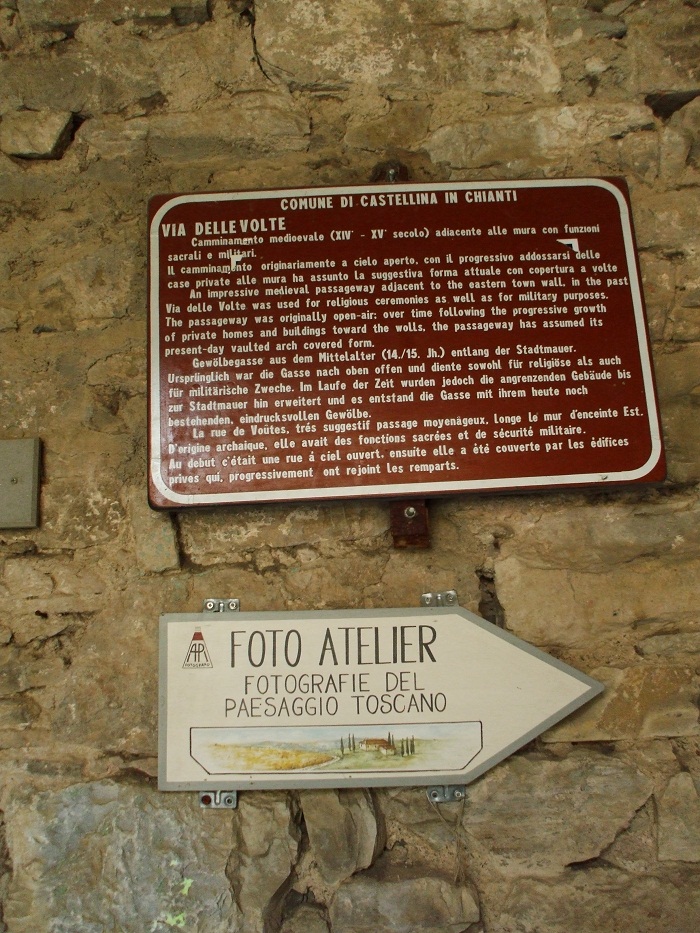 COMUNE DI CASTELLINA IN CHIANTI
VIA DELLE VOLTE
Camminamento medioevale (XIV° - XV° secolo) adiacente alle mura con funzioni
sacrali e militari.
Il camminamento originariamente a cielo aperto, con il progressivo addossarsi delle
case private alle mura ha assunto la suggestiva forma attuale con copertura a volte
An impressive medieval passageway adjacent to the eastern town wall, in the past
Via delle Volte was used for religious ceremonies as well as for military purposes.
The passageway was originally open-air: over time following the progressive growth
of private homes and buildings toward the wolls, the passageway has assumed its
present-day vaulted arch covered form.
Gewölbegasse aus dem Mittelalter (14./15. Jh.) entlang der Stadtmauer.
Ursprünglich war die Gasse nach oben offen und diente sowohl für religiöse als auch
für militärische Zweche. Im Laufe der Zeit wurden jedoch die angrenzenden Gebäude bis
zur Stadtmauer hin erweitert und es entstand die Gasse mit ihrem heute noch
bestehenden, eindrucksvollen Gewölbe.
La rue de Voûtes, trés suggestif passage moyenâgeux, Longe le mur d'enceinte Est.
D'erigine archaique, elle avait des fonctions sacrées et de sécurité militaire.
Au debut c'était une rue á ciel ouvert, ensuite elle a été couverte par les édifices
prives qui, progressivement ont rejoint les remparts.
FOTO ATELIER
FOTOGRAFIE DEL
PAESAGGIO TOSCANO